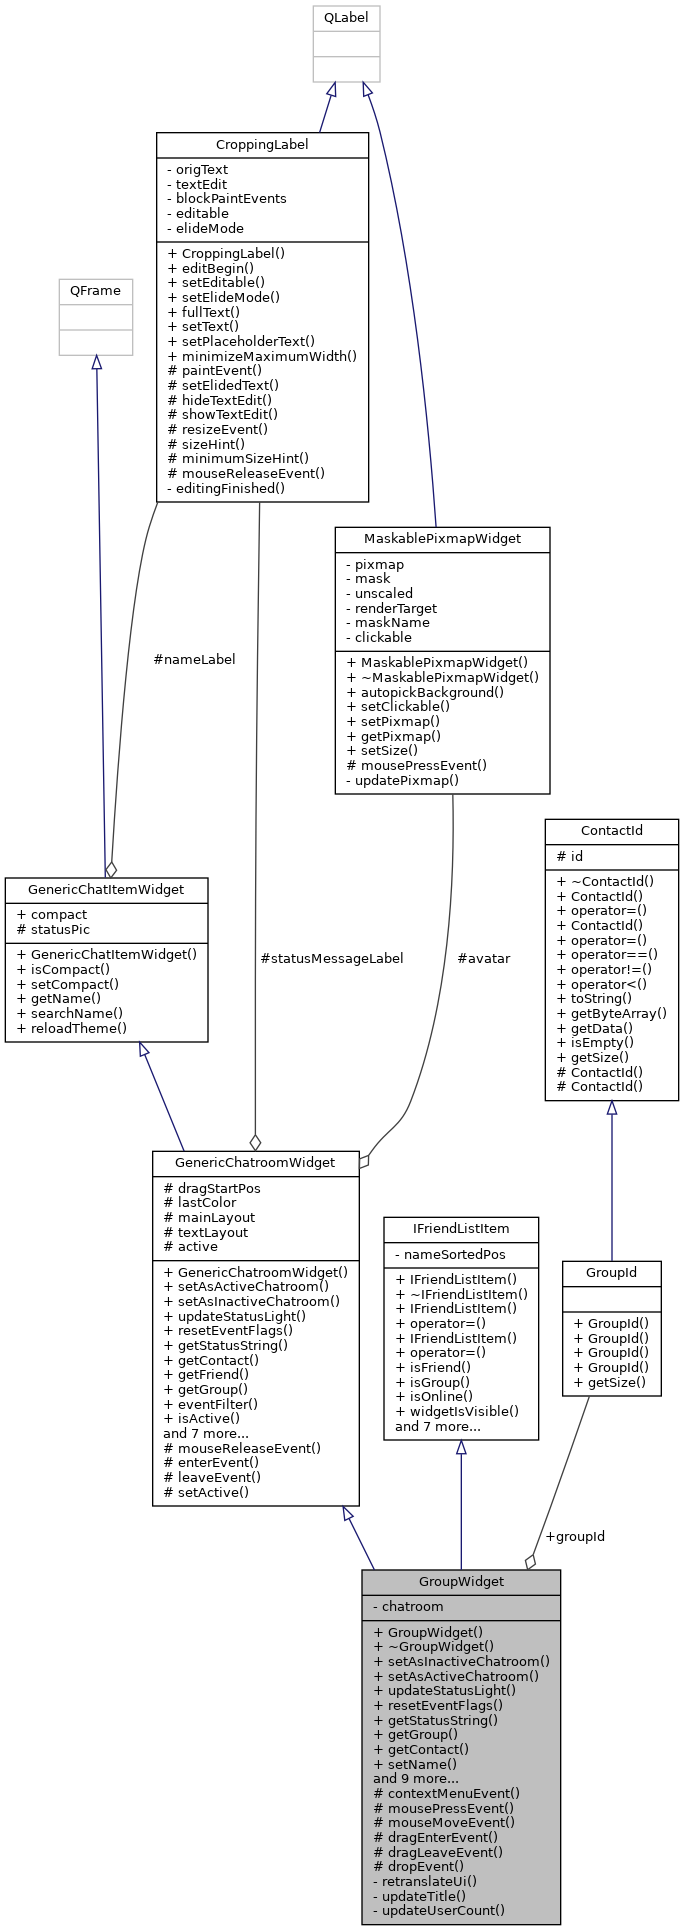 QLabel
CroppingLabel
- origText
- textEdit
- blockPaintEvents
- editable
- elideMode
+ CroppingLabel()
+ editBegin()
+ setEditable()
+ setElideMode()
+ fullText()
+ setText()
+ setPlaceholderText()
+ minimizeMaximumWidth()
# paintEvent()
# setElidedText()
# hideTextEdit()
# showTextEdit()
# resizeEvent()
# sizeHint()
# minimumSizeHint()
# mouseReleaseEvent()
- editingFinished()
QFrame
MaskablePixmapWidget
- pixmap
- mask
- unscaled
- renderTarget
- maskName
- clickable
+ MaskablePixmapWidget()
+ ~MaskablePixmapWidget()
+ autopickBackground()
+ setClickable()
+ setPixmap()
+ getPixmap()
+ setSize()
# mousePressEvent()
- updatePixmap()
#nameLabel
ContactId
# id
+ ~ContactId()
+ ContactId()
+ operator=()
+ ContactId()
+ operator=()
+ operator==()
+ operator!=()
+ operator<()
+ toString()
+ getByteArray()
+ getData()
+ isEmpty()
+ getSize()
# ContactId()
# ContactId()
GenericChatItemWidget
+ compact
# statusPic
+ GenericChatItemWidget()
+ isCompact()
+ setCompact()
+ getName()
+ searchName()
+ reloadTheme()
#statusMessageLabel
#avatar
GenericChatroomWidget
# dragStartPos
# lastColor
# mainLayout
# textLayout
# active
+ GenericChatroomWidget()
+ setAsActiveChatroom()
+ setAsInactiveChatroom()
+ updateStatusLight()
+ resetEventFlags()
+ getStatusString()
+ getContact()
+ getFriend()
+ getGroup()
+ eventFilter()
+ isActive()
and 7 more...
# mouseReleaseEvent()
# enterEvent()
# leaveEvent()
# setActive()
IFriendListItem
- nameSortedPos
+ IFriendListItem()
+ ~IFriendListItem()
+ IFriendListItem()
+ operator=()
+ IFriendListItem()
+ operator=()
+ isFriend()
+ isGroup()
+ isOnline()
+ widgetIsVisible()
and 7 more...
GroupId
+ GroupId()
+ GroupId()
+ GroupId()
+ GroupId()
+ getSize()
+groupId
GroupWidget
- chatroom
+ GroupWidget()
+ ~GroupWidget()
+ setAsInactiveChatroom()
+ setAsActiveChatroom()
+ updateStatusLight()
+ resetEventFlags()
+ getStatusString()
+ getGroup()
+ getContact()
+ setName()
and 9 more...
# contextMenuEvent()
# mousePressEvent()
# mouseMoveEvent()
# dragEnterEvent()
# dragLeaveEvent()
# dropEvent()
- retranslateUi()
- updateTitle()
- updateUserCount()